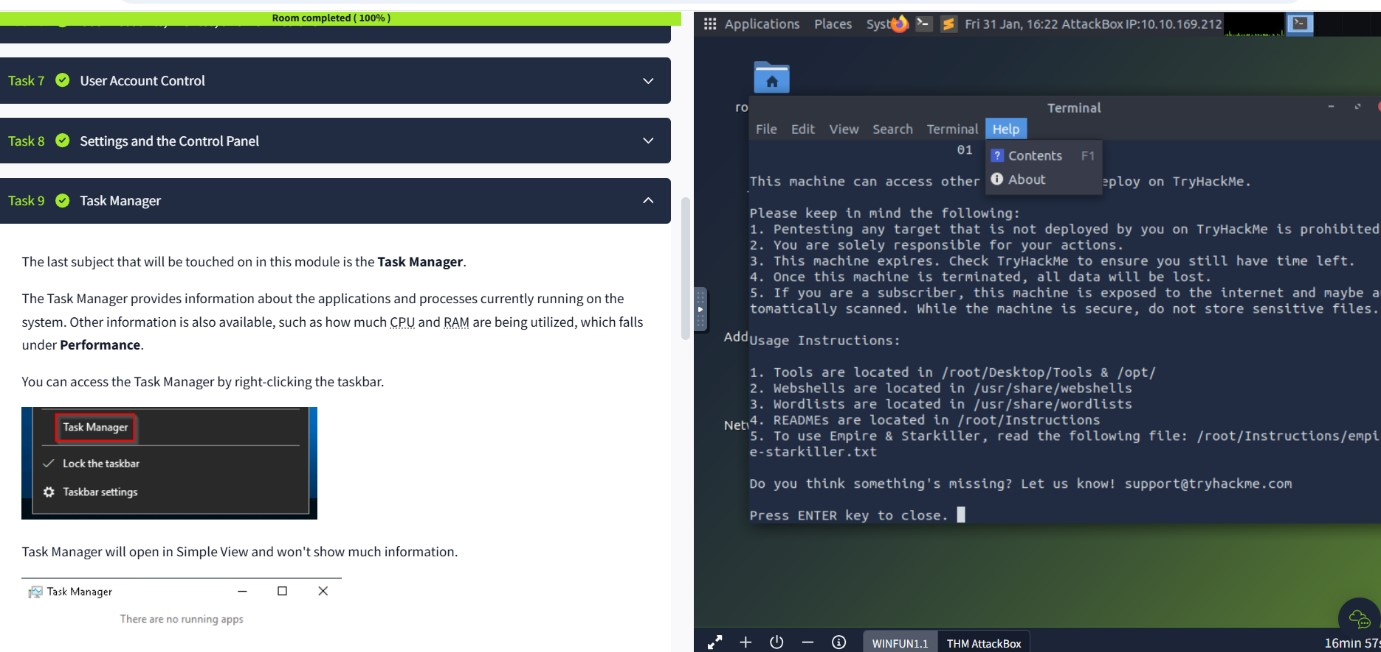 Room completed ( 100% )
Task 7 User Account Control
Task 8 Settings and the Control Panel
Task 9 Task Manager
The last subject that will be touched on in this module is the Task Manager.
The Task Manager provides information about the applications and processes currently running on the
system. Other information is also available, such as how much CPU and RAM are being utilized, which falls
under Performance.
You can access the Task Manager by right-clicking the taskbar.
Task Manager
Lock the taskbar
Taskbar settings
Task Manager will open in Simple View and won't show much information.
Task Manager
There are no running apps
Applications Places Syst Fri 31 Jan, 16:22 AttackBox IP:10.10.169.212
ro
Terminal
File Edit View Search Terminal Help
01
Contents F1
About
This machine can access other eploy on TryHackMe.
Please keep in mind the following:
1. Pentesting any target that is not deployed by you on TryHackMe is prohibited
2. You are solely responsible for your actions.
3. This machine expires. Check TryHackMe to ensure you still have time left.
4. Once this machine is terminated, all data will be lost.
5. If you are a subscriber, this machine is exposed to the internet and maybe a
tomatically scanned. While the machine is secure, do not store sensitive files.
Add
Usage Instructions:
1. Tools are located in /root/Desktop/Tools & /opt/
2. Webshells are located in /usr/share/webshells
3. Wordlists are located in /usr/share/wordlists
Net
4. READMEs are located in /root/Instructions
5. To use Empire & Starkiller, read the following file: /root/Instructions/empi
e-starkiller.txt
Do you think something's missing? Let us know! support@tryhackme.com
Press ENTER key to close.
WINFUN1.1 THM AttackBox 16min 57s